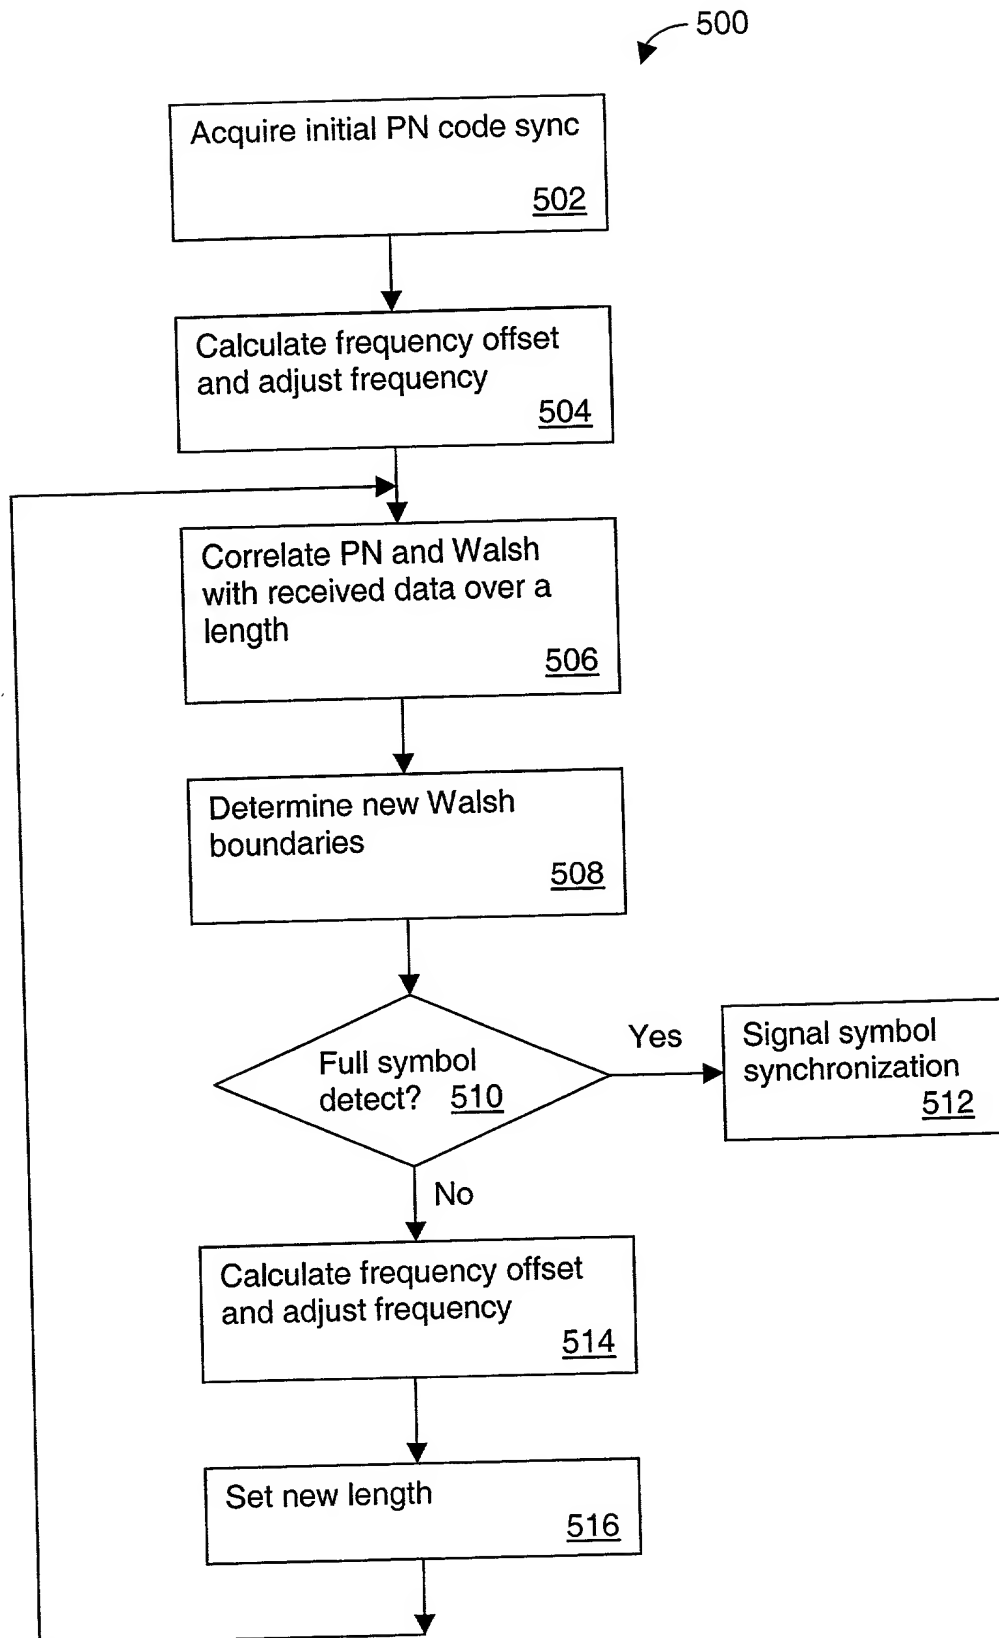 500
Acquire initial PN code sync
502
Calculate frequency offset
and adjust frequency
504
Correlate PN and Walsh
with received data over a
length
506
Determine new Walsh
boundaries
508
Full symbol
detect? 510
Yes
Signal symbol
synchronization
512
No
Calculate frequency offset
and adjust frequency
514
Set new length
516